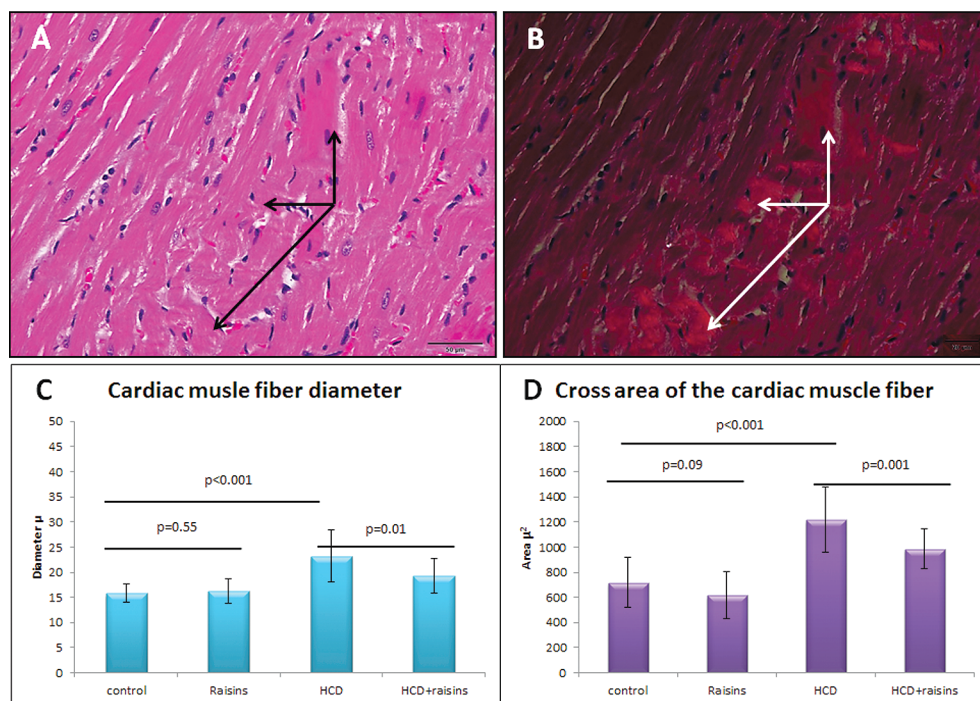 A
B
50 µm
C Cardiac musle fiber diameter
50
45
40
35
30
25
20
15
10
5
0
Diameter µ
p<0.001
p=0.55
p=0.01
control Raisins HCD HCD+raisins
D Cross area of the cardiac muscle fiber
2000
1800
1600
1400
1200
1000
800
600
400
200
0
Area µ²
p<0.001
p=0.09
p=0.001
control Raisins HCD HCD+raisins